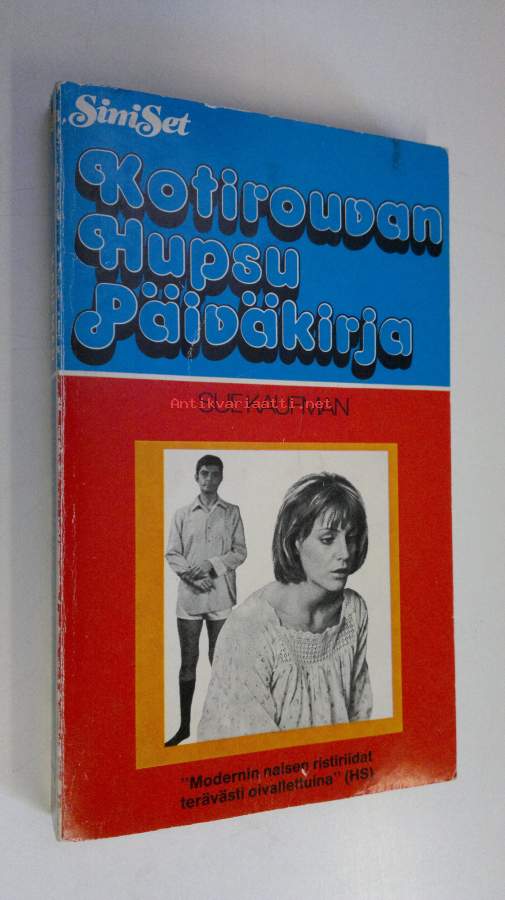 SiniSet
Kotirouvan
Hupsu
Päiväkirja
Antikvariaatti.net
SUE KAUFMAN
"Modernin naisen ristiriidat
terävästi oivallettuina" (HS)